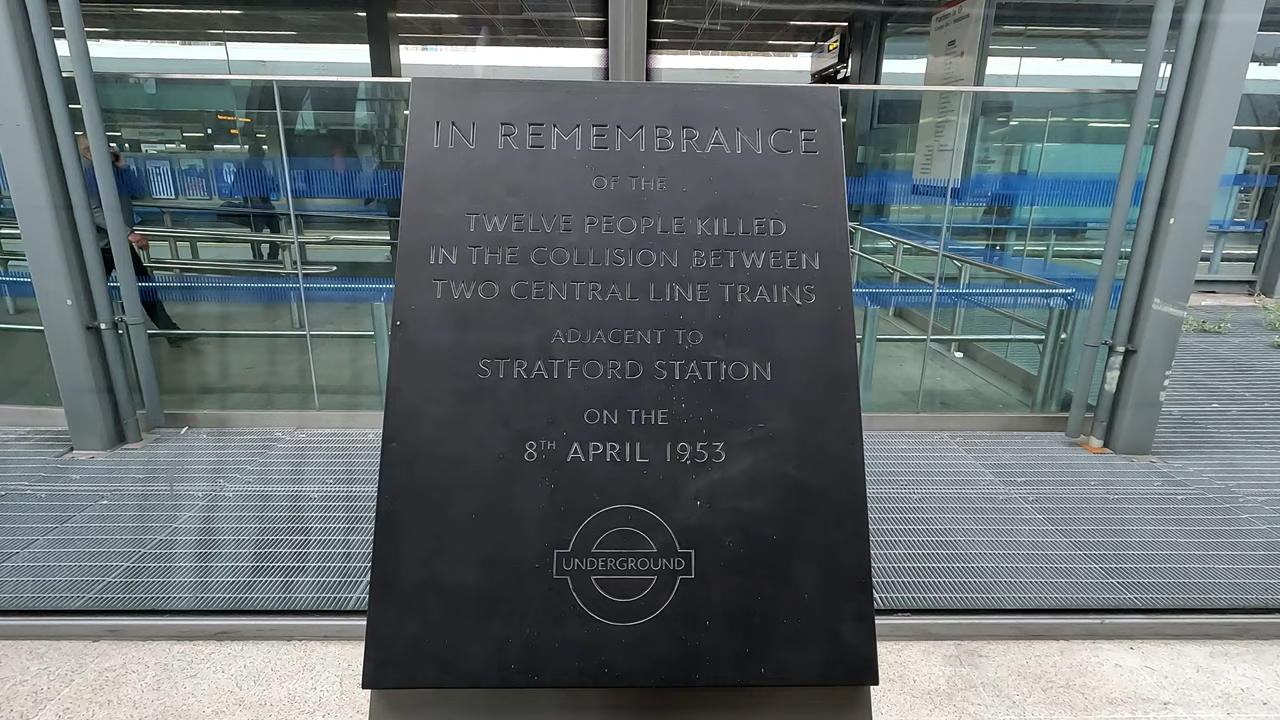 IN REMEMBRANCE
OF THE
TWELVE PEOPLE KILLED
IN THE COLLISION BETWEEN
TWO CENTRAL LINE TRAINS
ADJACENT TO
STRATFORD STATION
ON THE
8TH APRIL 1953
UNDERGROUND